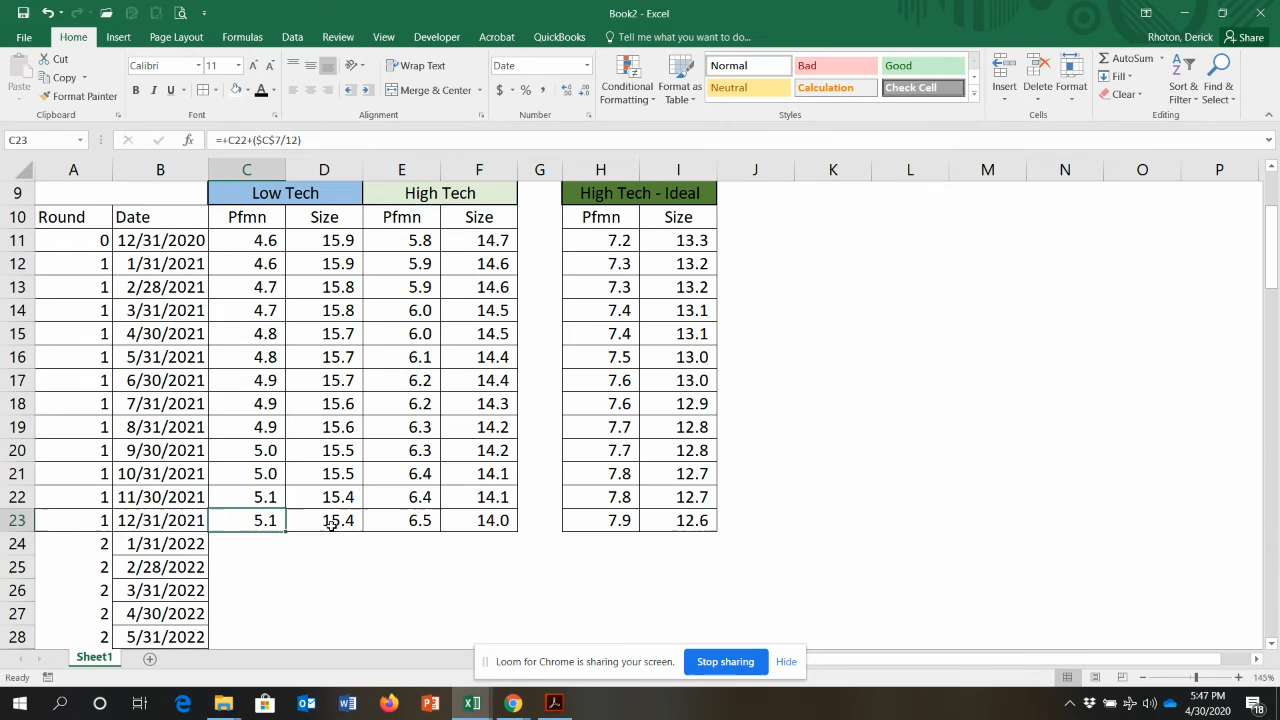 Book2 - Excel
File Home Insert Page Layout Formulas Data Review View Developer Acrobat QuickBooks Tell me what you want to do... Rhoton, Derick Share
Cut
Copy
Format Painter
Paste
Clipboard
Calibri 11
B I U A
Font
Wrap Text
Merge & Center
Alignment
Date
$ % ,
Number
Conditional Formatting
Format as Table
Normal Bad Good
Neutral Calculation Check Cell
Styles
Insert Delete Format
Cells
AutoSum
Fill
Clear
Sort & Filter
Find & Select
Editing
C23 fx =+C22+($C$7/12)
A B C D E F G H I J K L M N O P
9 Low Tech High Tech High Tech - Ideal
10 Round Date Pfmn Size Pfmn Size Pfmn Size
11 0 12/31/2020 4.6 15.9 5.8 14.7 7.2 13.3
12 1 1/31/2021 4.6 15.9 5.9 14.6 7.3 13.2
13 1 2/28/2021 4.7 15.8 5.9 14.6 7.3 13.2
14 1 3/31/2021 4.7 15.8 6.0 14.5 7.4 13.1
15 1 4/30/2021 4.8 15.7 6.0 14.5 7.4 13.1
16 1 5/31/2021 4.8 15.7 6.1 14.4 7.5 13.0
17 1 6/30/2021 4.9 15.7 6.2 14.4 7.6 13.0
18 1 7/31/2021 4.9 15.6 6.2 14.3 7.6 12.9
19 1 8/31/2021 4.9 15.6 6.3 14.2 7.7 12.8
20 1 9/30/2021 5.0 15.5 6.3 14.2 7.7 12.8
21 1 10/31/2021 5.0 15.5 6.4 14.1 7.8 12.7
22 1 11/30/2021 5.1 15.4 6.4 14.1 7.8 12.7
23 1 12/31/2021 5.1 15.4 6.5 14.0 7.9 12.6
24 2 1/31/2022
25 2 2/28/2022
26 2 3/31/2022
27 2 4/30/2022
28 2 5/31/2022
Sheet1
Loom for Chrome is sharing your screen. Stop sharing Hide
Ready 145%
5:47 PM
4/30/2020
18